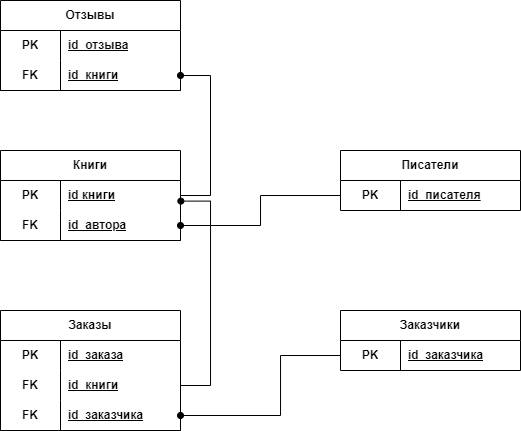 Отзывы
PK id_отзыва
FK id_книги
Книги
PK id книги
FK id_автора
Писатели
PK id_писателя
Заказы
PK id_заказа
FK id_книги
FK id_заказчика
Заказчики
PK id_заказчика